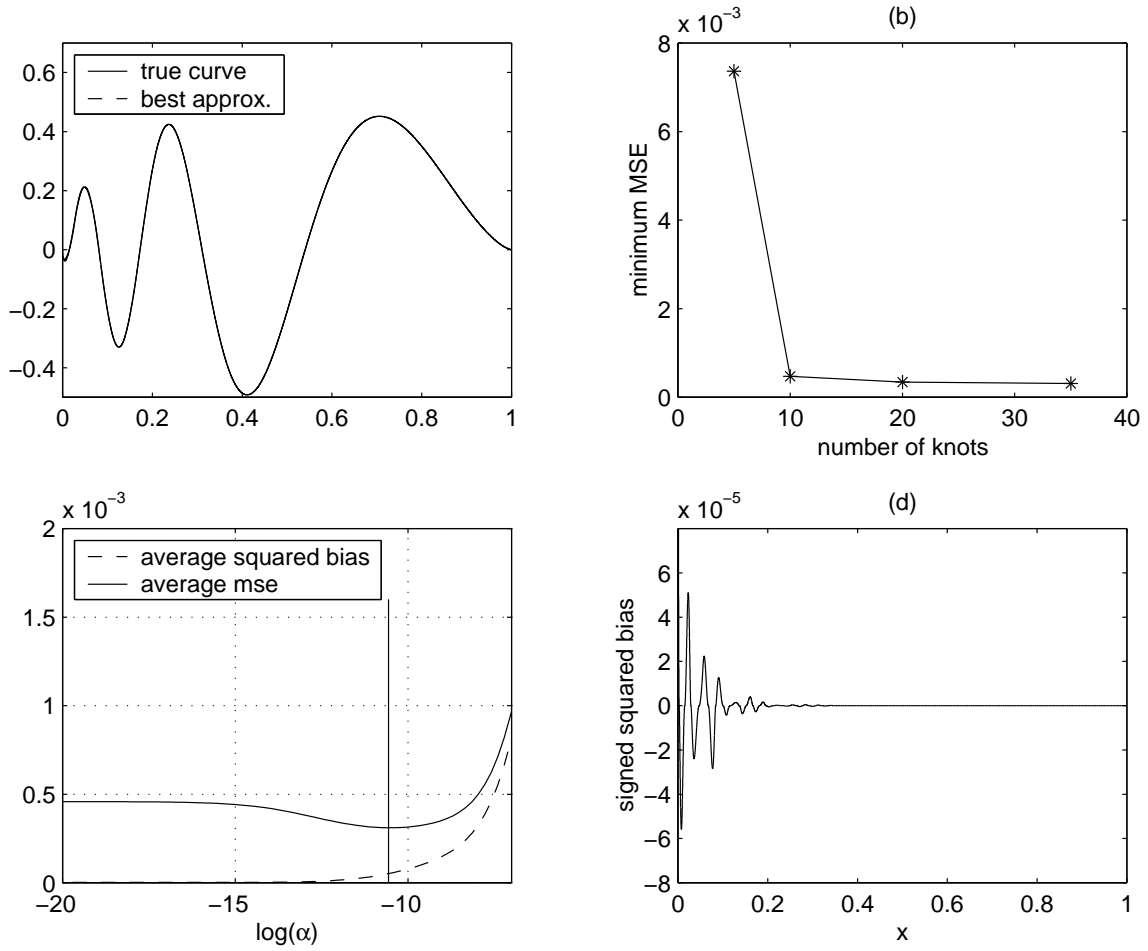 true curve
best approx.
0.6
0.4
0.2
0
−0.2
−0.4
0 0.2 0.4 0.6 0.8 1
(b)
x 10−3
8
6
4
2
0
minimum MSE
0 10 20 30 40
number of knots
x 10−3
average squared bias
average mse
2
1.5
1
0.5
0
−20 −15 −10
log(α)
(d)
x 10−5
6
4
2
0
−2
−4
−6
−8
signed squared bias
0 0.2 0.4 0.6 0.8 1
x